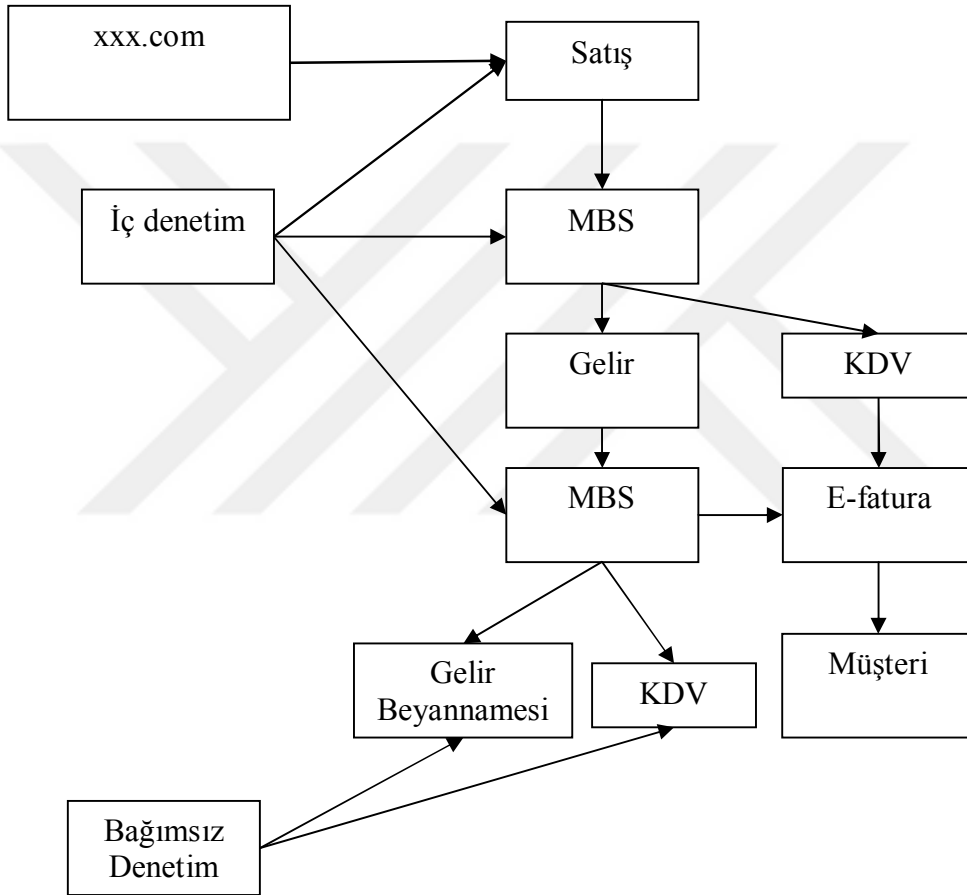 xxx.com
Satış
İç denetim
MBS
Gelir
KDV
MBS
E-fatura
Gelir
Beyannamesi
KDV
Müşteri
Bağımsız
Denetim